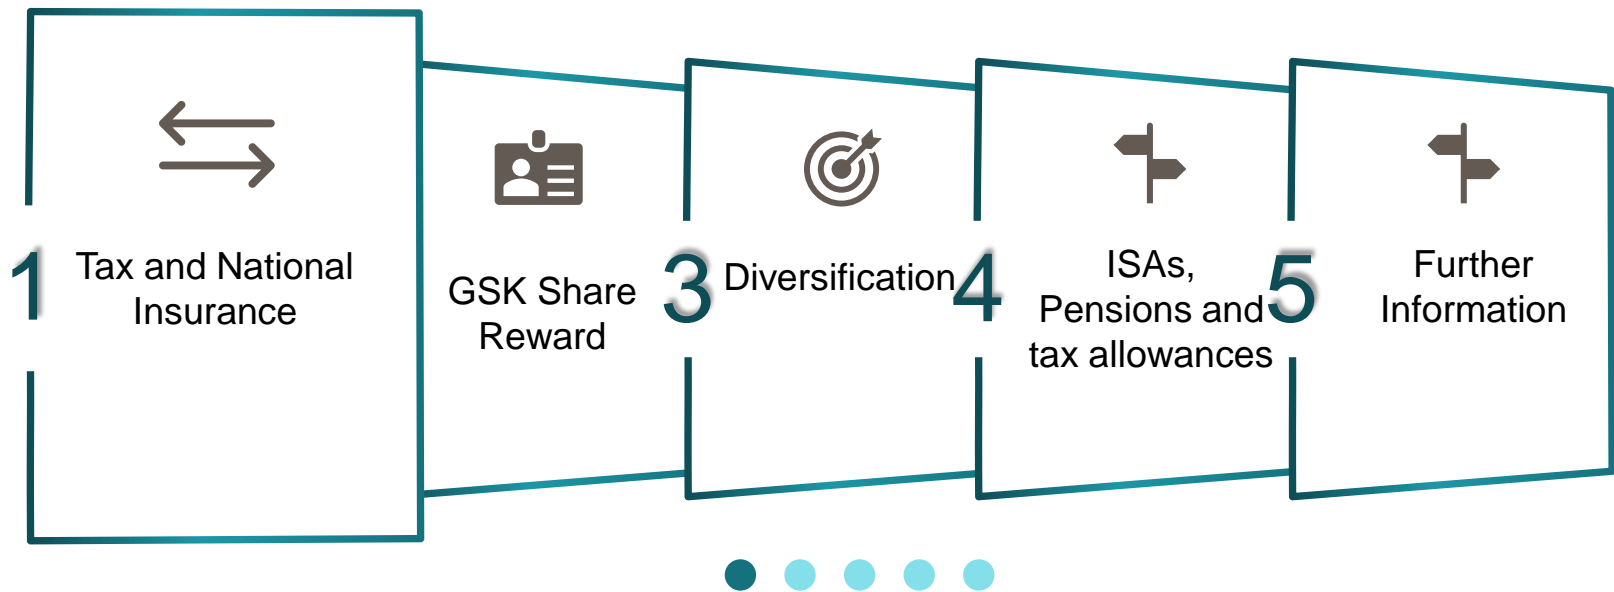 1
Tax and National
Insurance
GSK Share
Reward
3
Diversification
4
ISAs,
Pensions and
tax allowances
5
Further
Information